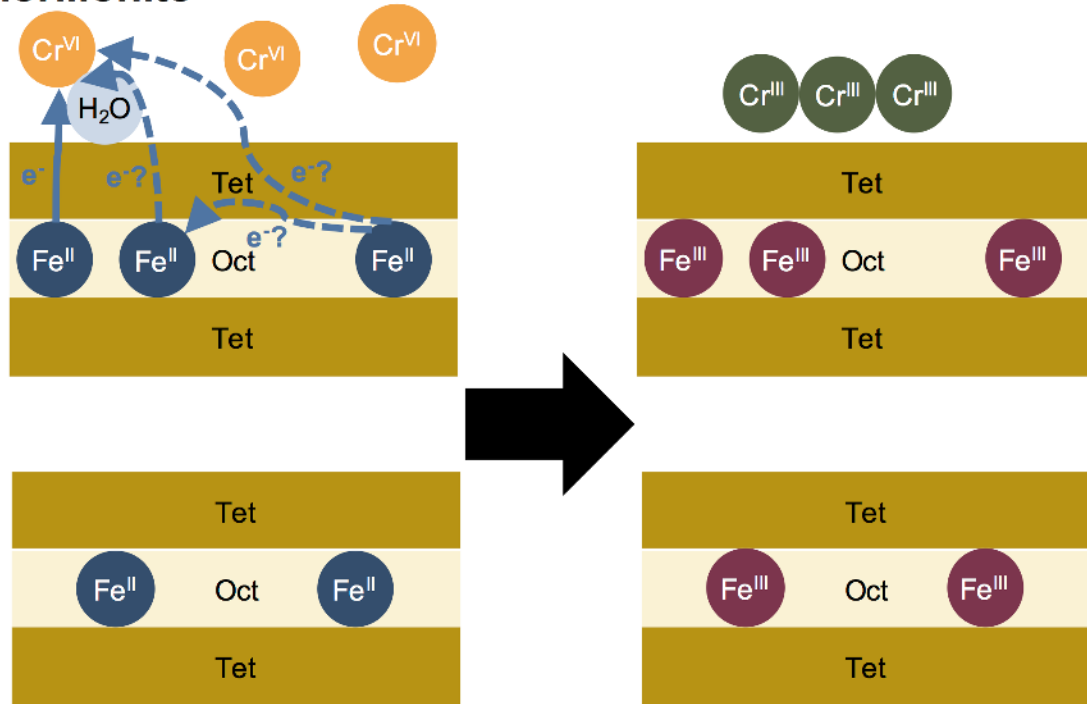 Cr^VI Cr^VI Cr^VI
H₂O
Cr^III Cr^III Cr^III
e⁻ e⁻? Tet e⁻?
Tet
e⁻?
Fe^II Fe^II Oct Fe^II
Fe^III Fe^III Oct Fe^III
Tet
Tet
Tet
Tet
Fe^II Oct Fe^II
Fe^III Oct Fe^III
Tet
Tet